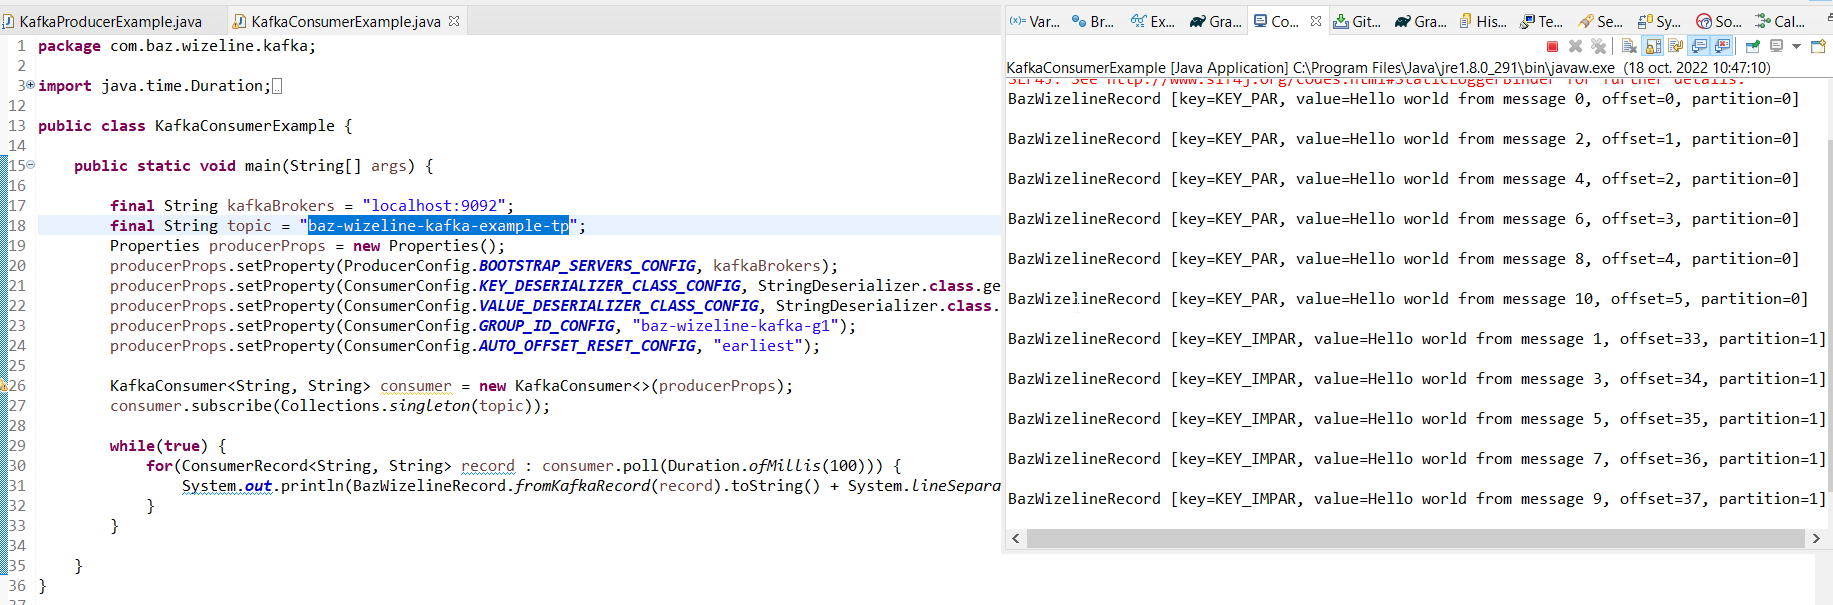 KafkaProducerExample.java
KafkaConsumerExample.java
1 package com.baz.wizeline.kafka;
2
3 import java.time.Duration;
12
13 public class KafkaConsumerExample {
14
15 public static void main(String[] args) {
16
17 final String kafkaBrokers = "localhost:9092";
18 final String topic = "baz-wizeline-kafka-example-tp";
19 Properties producerProps = new Properties();
20 producerProps.setProperty(ProducerConfig.BOOTSTRAP_SERVERS_CONFIG, kafkaBrokers);
21 producerProps.setProperty(ConsumerConfig.KEY_DESERIALIZER_CLASS_CONFIG, StringDeserializer.class.ge
22 producerProps.setProperty(ConsumerConfig.VALUE_DESERIALIZER_CLASS_CONFIG, StringDeserializer.class.
23 producerProps.setProperty(ConsumerConfig.GROUP_ID_CONFIG, "baz-wizeline-kafka-g1");
24 producerProps.setProperty(ConsumerConfig.AUTO_OFFSET_RESET_CONFIG, "earliest");
25
26 KafkaConsumer<String, String> consumer = new KafkaConsumer<>(producerProps);
27 consumer.subscribe(Collections.singleton(topic));
28
29 while(true) {
30 for(ConsumerRecord<String, String> record : consumer.poll(Duration.ofMillis(100))) {
31 System.out.println(BazWizelineRecord.fromKafkaRecord(record).toString() + System.lineSepara
32 }
33 }
34
35 }
36 }
37
(x)= Var... Br... Ex... Gra... Co... Git... Gra... His... Te... Se... Sy... So... Cal...
KafkaConsumerExample [Java Application] C:\Program Files\Java\jre1.8.0_291\bin\javaw.exe (18 oct. 2022 10:47:10)
SLF4J: See http://www.slf4j.org/codes.html#StaticLoggerBinder for further details.
BazWizelineRecord [key=KEY_PAR, value=Hello world from message 0, offset=0, partition=0]
BazWizelineRecord [key=KEY_PAR, value=Hello world from message 2, offset=1, partition=0]
BazWizelineRecord [key=KEY_PAR, value=Hello world from message 4, offset=2, partition=0]
BazWizelineRecord [key=KEY_PAR, value=Hello world from message 6, offset=3, partition=0]
BazWizelineRecord [key=KEY_PAR, value=Hello world from message 8, offset=4, partition=0]
BazWizelineRecord [key=KEY_PAR, value=Hello world from message 10, offset=5, partition=0]
BazWizelineRecord [key=KEY_IMPAR, value=Hello world from message 1, offset=33, partition=1]
BazWizelineRecord [key=KEY_IMPAR, value=Hello world from message 3, offset=34, partition=1]
BazWizelineRecord [key=KEY_IMPAR, value=Hello world from message 5, offset=35, partition=1]
BazWizelineRecord [key=KEY_IMPAR, value=Hello world from message 7, offset=36, partition=1]
BazWizelineRecord [key=KEY_IMPAR, value=Hello world from message 9, offset=37, partition=1]